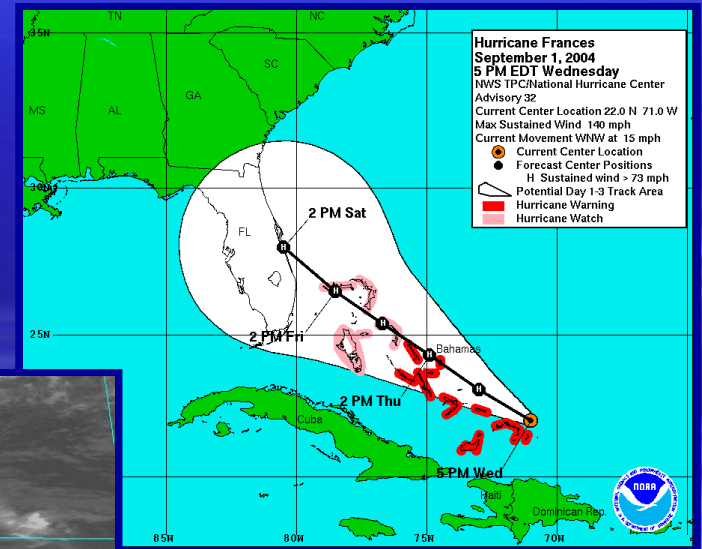 TN
NC
35N
SC
MS
AL
GA
Hurricane Frances
September 1, 2004
5 PM EDT Wednesday
NWS TPC/National Hurricane Center
Advisory 32
Current Center Location 22.0 N 71.0 W
Max Sustained Wind 140 mph
Current Movement WNW at 15 mph
Current Center Location
Forecast Center Positions
H Sustained wind > 73 mph
Potential Day 1-3 Track Area
Hurricane Warning
Hurricane Watch
30N
2 PM Sat
FL
H
H
2 PM Fri
H
25N
H
Bahamas
2 PM Thu
H
Cuba
5 PM Wed
Haiti
Dominican Rep.
NOAA
85W
80W
75W
70W